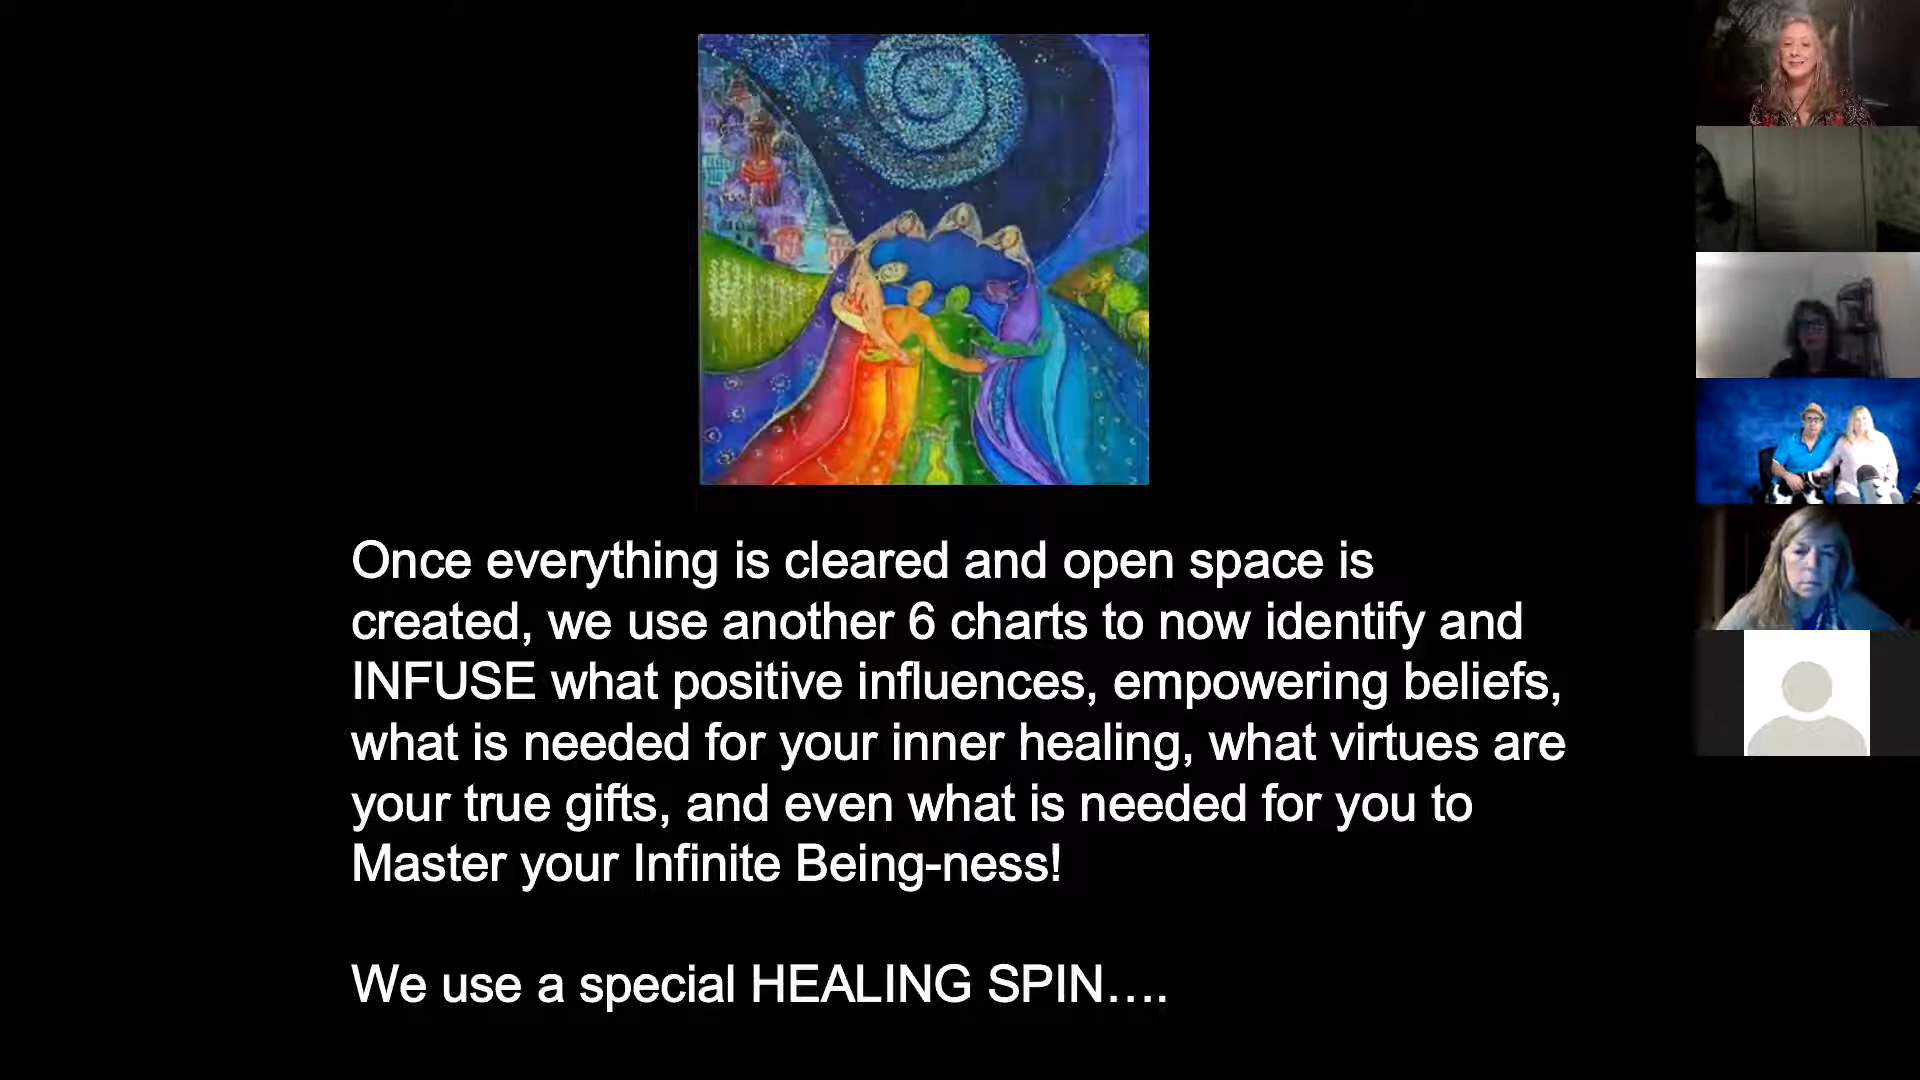 Once everything is cleared and open space is
created, we use another 6 charts to now identify and
INFUSE what positive influences, empowering beliefs,
what is needed for your inner healing, what virtues are
your true gifts, and even what is needed for you to
Master your Infinite Being-ness!
We use a special HEALING SPIN….